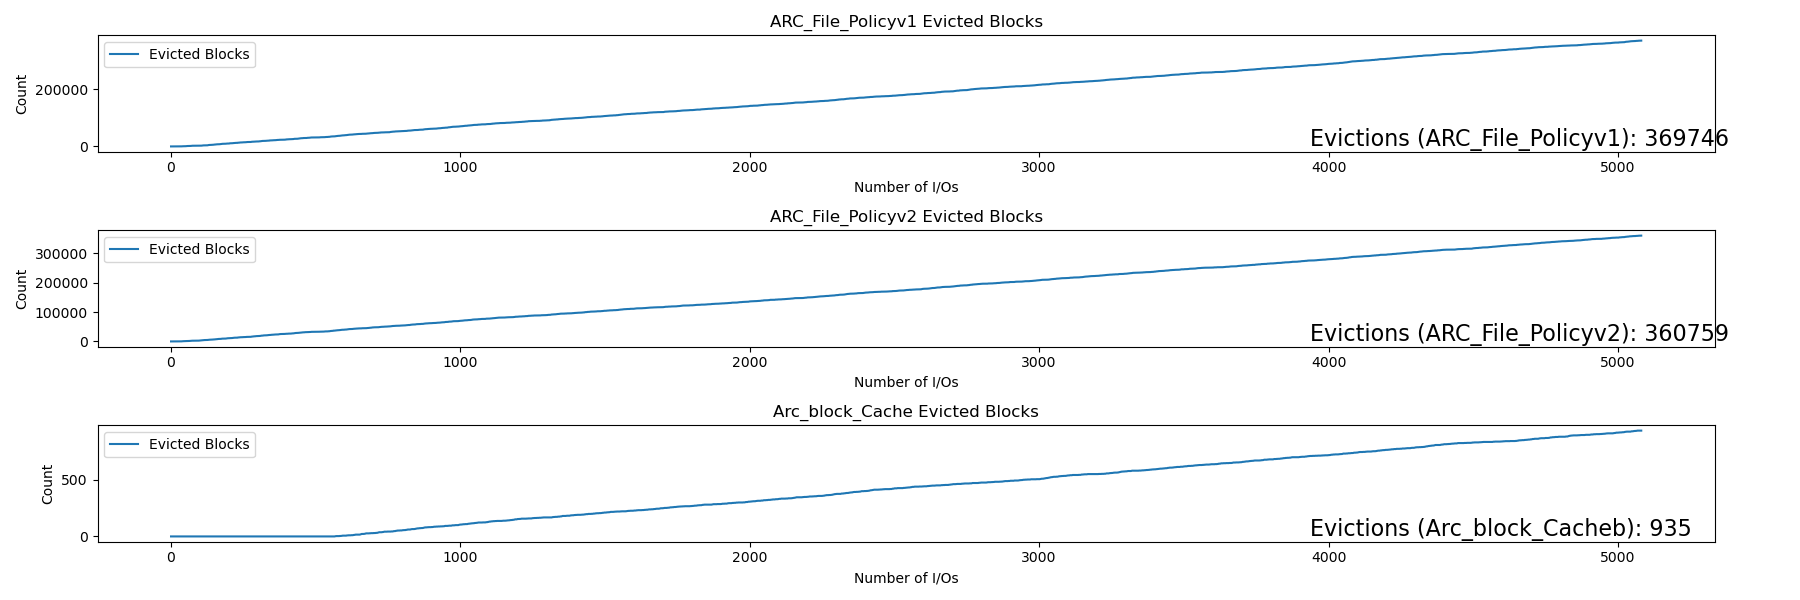 ARC_File_Policyv1 Evicted Blocks
Evicted Blocks
Count
200000
0
Evictions (ARC_File_Policyv1): 369746
0 1000 2000 3000 4000 5000
Number of I/Os
ARC_File_Policyv2 Evicted Blocks
Evicted Blocks
Count
300000
200000
100000
0
Evictions (ARC_File_Policyv2): 360759
0 1000 2000 3000 4000 5000
Number of I/Os
Arc_block_Cache Evicted Blocks
Evicted Blocks
Count
500
0
Evictions (Arc_block_Cacheb): 935
0 1000 2000 3000 4000 5000
Number of I/Os